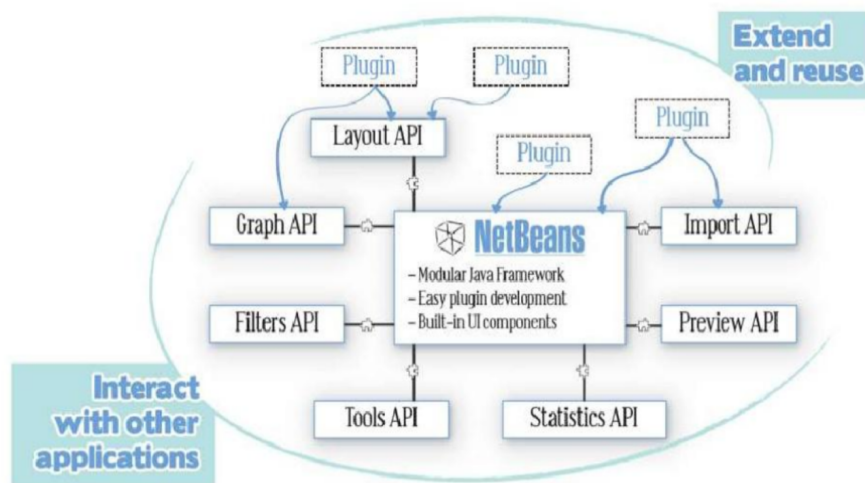 Extend
and reuse
Plugin
Plugin
Plugin
Layout API
Plugin
Graph API
NetBeans
Import API
– Modular Java Framework
– Easy plugin development
– Built-in UI components
Filters API
Preview API
Interact
with other
applications
Tools API
Statistics API